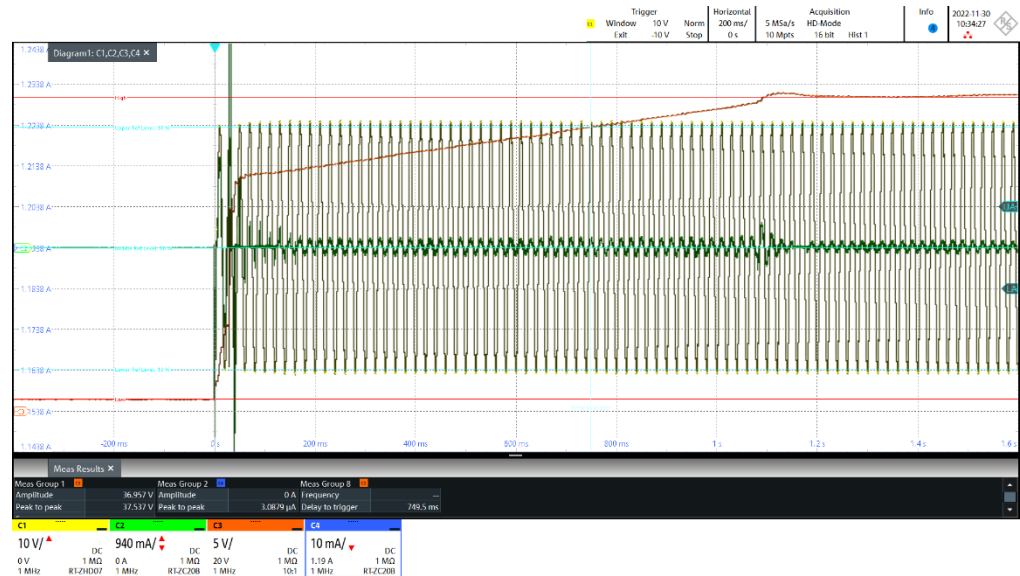 Trigger
Horizontal
Acquisition
Info
2022-11-30
10:34:27
C1 Window 10 V Norm
200 ms/
5 MSa/s HD-Mode
Exit -10 V Stop
0 s
10 Mpts 16 bit Hist 1
Diagram1: C1,C2,C3,C4 ×
1.2438 A
1.2338 A
High
1.2238 A
1.2138 A
1.2038 A
1.1838 A
1.1738 A
1.1638 A
Low
1.1438 A
-200 ms 0 s 200 ms 400 ms 600 ms 800 ms 1 s 1.2 s 1.4 s 1.6 s
Meas Results ×
Meas Group 1 Meas Group 2 Meas Group 8
Amplitude 36.957 V Amplitude 0 A Frequency ---
Peak to peak 37.537 V Peak to peak 3.0879 µA Delay to trigger 749.5 ms
C1 C2 C3 C4
10 V/ 940 mA/ 5 V/ 10 mA/
DC DC DC DC
0 V 1 MΩ 0 A 1 MΩ 20 V 1 MΩ 1.19 A 1 MΩ
1 MHz RT-ZHD07 1 MHz RT-ZC20B 1 MHz 10:1 1 MHz RT-ZC20B